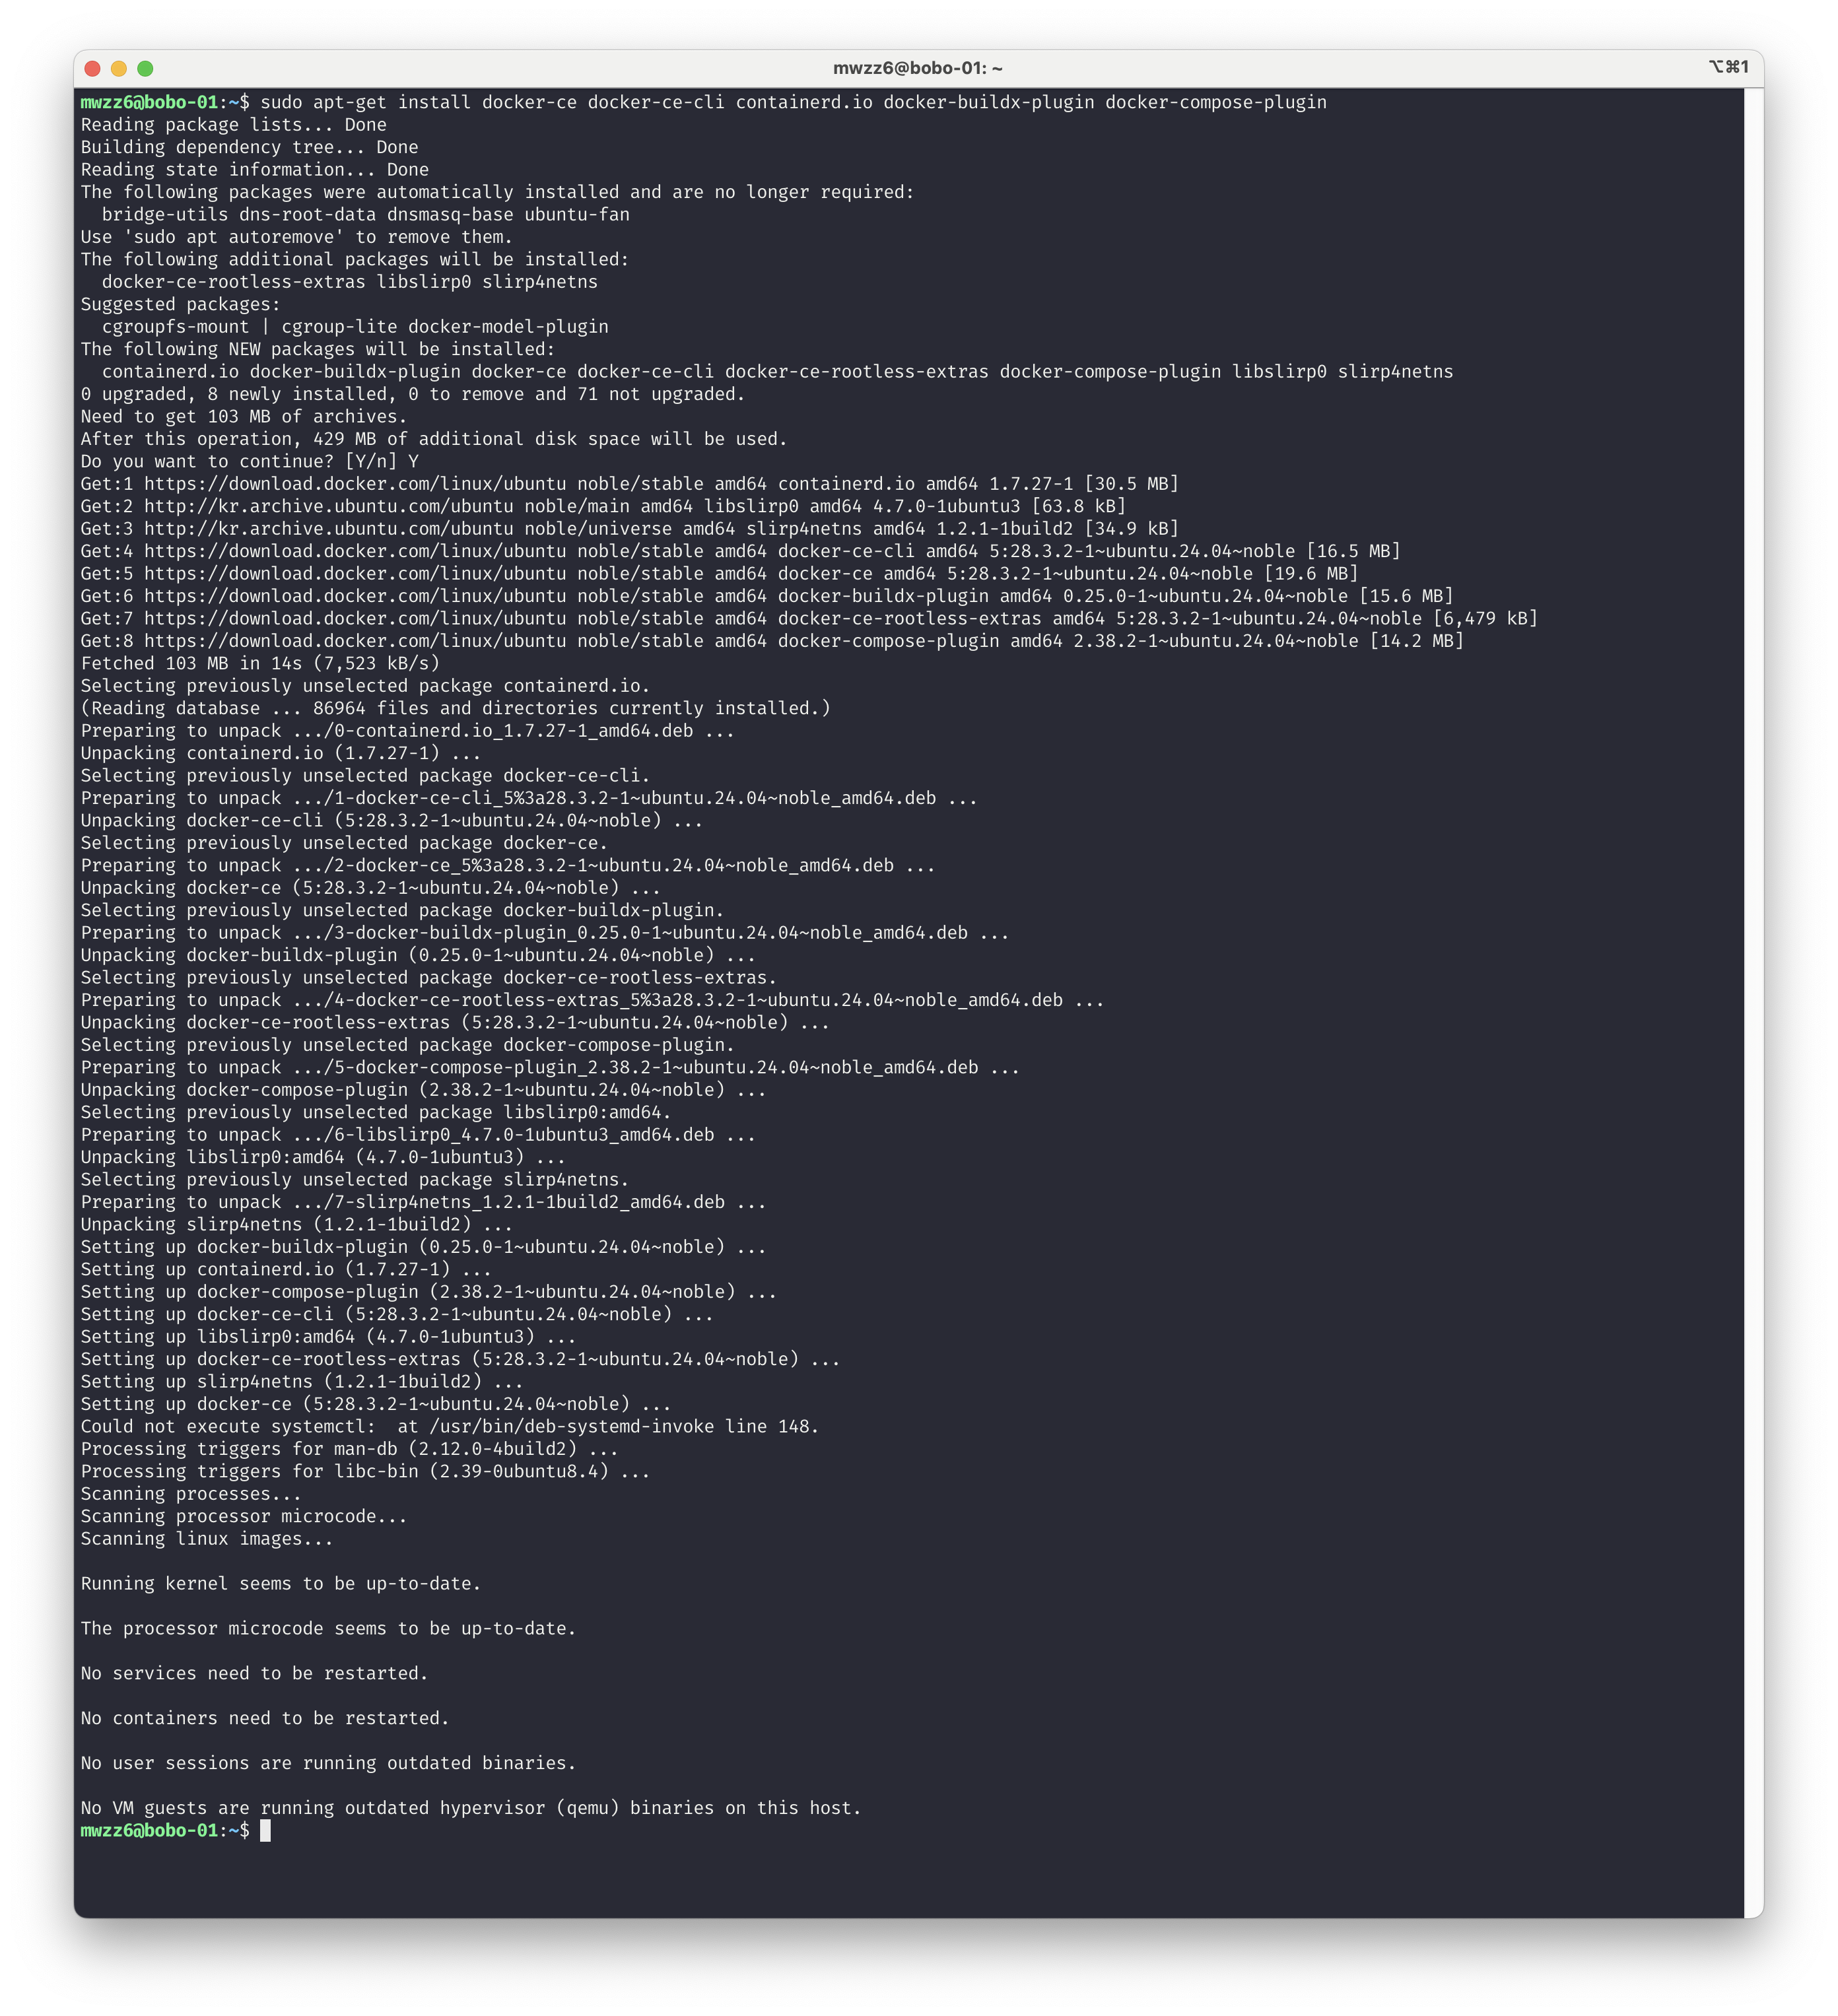 mwzz6@bobo-01: ~
⌥⌘1
mwzz6@bobo-01:~$ sudo apt-get install docker-ce docker-ce-cli containerd.io docker-buildx-plugin docker-compose-plugin
Reading package lists... Done
Building dependency tree... Done
Reading state information... Done
The following packages were automatically installed and are no longer required:
  bridge-utils dns-root-data dnsmasq-base ubuntu-fan
Use 'sudo apt autoremove' to remove them.
The following additional packages will be installed:
  docker-ce-rootless-extras libslirp0 slirp4netns
Suggested packages:
  cgroupfs-mount | cgroup-lite docker-model-plugin
The following NEW packages will be installed:
  containerd.io docker-buildx-plugin docker-ce docker-ce-cli docker-ce-rootless-extras docker-compose-plugin libslirp0 slirp4netns
0 upgraded, 8 newly installed, 0 to remove and 71 not upgraded.
Need to get 103 MB of archives.
After this operation, 429 MB of additional disk space will be used.
Do you want to continue? [Y/n] Y
Get:1 https://download.docker.com/linux/ubuntu noble/stable amd64 containerd.io amd64 1.7.27-1 [30.5 MB]
Get:2 http://kr.archive.ubuntu.com/ubuntu noble/main amd64 libslirp0 amd64 4.7.0-1ubuntu3 [63.8 kB]
Get:3 http://kr.archive.ubuntu.com/ubuntu noble/universe amd64 slirp4netns amd64 1.2.1-1build2 [34.9 kB]
Get:4 https://download.docker.com/linux/ubuntu noble/stable amd64 docker-ce-cli amd64 5:28.3.2-1~ubuntu.24.04~noble [16.5 MB]
Get:5 https://download.docker.com/linux/ubuntu noble/stable amd64 docker-ce amd64 5:28.3.2-1~ubuntu.24.04~noble [19.6 MB]
Get:6 https://download.docker.com/linux/ubuntu noble/stable amd64 docker-buildx-plugin amd64 0.25.0-1~ubuntu.24.04~noble [15.6 MB]
Get:7 https://download.docker.com/linux/ubuntu noble/stable amd64 docker-ce-rootless-extras amd64 5:28.3.2-1~ubuntu.24.04~noble [6,479 kB]
Get:8 https://download.docker.com/linux/ubuntu noble/stable amd64 docker-compose-plugin amd64 2.38.2-1~ubuntu.24.04~noble [14.2 MB]
Fetched 103 MB in 14s (7,523 kB/s)
Selecting previously unselected package containerd.io.
(Reading database ... 86964 files and directories currently installed.)
Preparing to unpack .../0-containerd.io_1.7.27-1_amd64.deb ...
Unpacking containerd.io (1.7.27-1) ...
Selecting previously unselected package docker-ce-cli.
Preparing to unpack .../1-docker-ce-cli_5%3a28.3.2-1~ubuntu.24.04~noble_amd64.deb ...
Unpacking docker-ce-cli (5:28.3.2-1~ubuntu.24.04~noble) ...
Selecting previously unselected package docker-ce.
Preparing to unpack .../2-docker-ce_5%3a28.3.2-1~ubuntu.24.04~noble_amd64.deb ...
Unpacking docker-ce (5:28.3.2-1~ubuntu.24.04~noble) ...
Selecting previously unselected package docker-buildx-plugin.
Preparing to unpack .../3-docker-buildx-plugin_0.25.0-1~ubuntu.24.04~noble_amd64.deb ...
Unpacking docker-buildx-plugin (0.25.0-1~ubuntu.24.04~noble) ...
Selecting previously unselected package docker-ce-rootless-extras.
Preparing to unpack .../4-docker-ce-rootless-extras_5%3a28.3.2-1~ubuntu.24.04~noble_amd64.deb ...
Unpacking docker-ce-rootless-extras (5:28.3.2-1~ubuntu.24.04~noble) ...
Selecting previously unselected package docker-compose-plugin.
Preparing to unpack .../5-docker-compose-plugin_2.38.2-1~ubuntu.24.04~noble_amd64.deb ...
Unpacking docker-compose-plugin (2.38.2-1~ubuntu.24.04~noble) ...
Selecting previously unselected package libslirp0:amd64.
Preparing to unpack .../6-libslirp0_4.7.0-1ubuntu3_amd64.deb ...
Unpacking libslirp0:amd64 (4.7.0-1ubuntu3) ...
Selecting previously unselected package slirp4netns.
Preparing to unpack .../7-slirp4netns_1.2.1-1build2_amd64.deb ...
Unpacking slirp4netns (1.2.1-1build2) ...
Setting up docker-buildx-plugin (0.25.0-1~ubuntu.24.04~noble) ...
Setting up containerd.io (1.7.27-1) ...
Setting up docker-compose-plugin (2.38.2-1~ubuntu.24.04~noble) ...
Setting up docker-ce-cli (5:28.3.2-1~ubuntu.24.04~noble) ...
Setting up libslirp0:amd64 (4.7.0-1ubuntu3) ...
Setting up docker-ce-rootless-extras (5:28.3.2-1~ubuntu.24.04~noble) ...
Setting up slirp4netns (1.2.1-1build2) ...
Setting up docker-ce (5:28.3.2-1~ubuntu.24.04~noble) ...
Could not execute systemctl:  at /usr/bin/deb-systemd-invoke line 148.
Processing triggers for man-db (2.12.0-4build2) ...
Processing triggers for libc-bin (2.39-0ubuntu8.4) ...
Scanning processes...
Scanning processor microcode...
Scanning linux images...
Running kernel seems to be up-to-date.
The processor microcode seems to be up-to-date.
No services need to be restarted.
No containers need to be restarted.
No user sessions are running outdated binaries.
No VM guests are running outdated hypervisor (qemu) binaries on this host.
mwzz6@bobo-01:~$